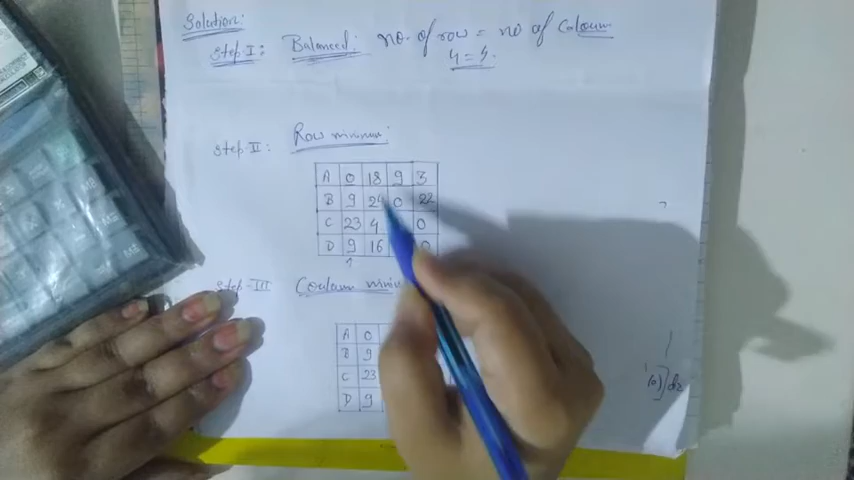 Solution:
Step-I: Balanced: no. of row = no of Coloum
4 = 4.
Step-II: Row minimum:
A 0 18 9 3
B 9 24 0 22
C 23 4 0
D 9 16 0
Step-III Couloum
A 0
B 9
C 23
D 9